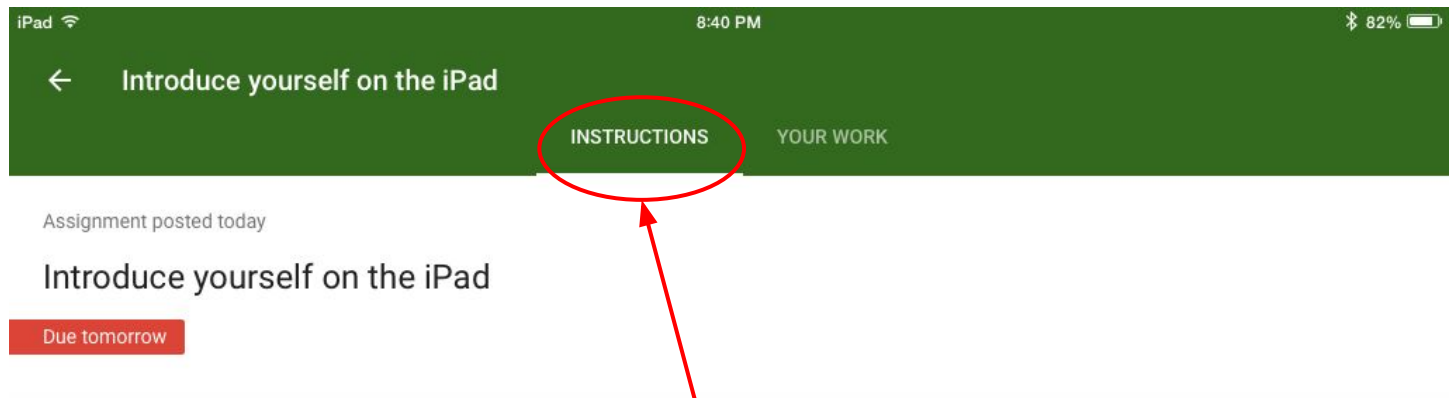 iPad 8:40 PM 82%
Introduce yourself on the iPad
INSTRUCTIONS YOUR WORK
Assignment posted today
Introduce yourself on the iPad
Due tomorrow